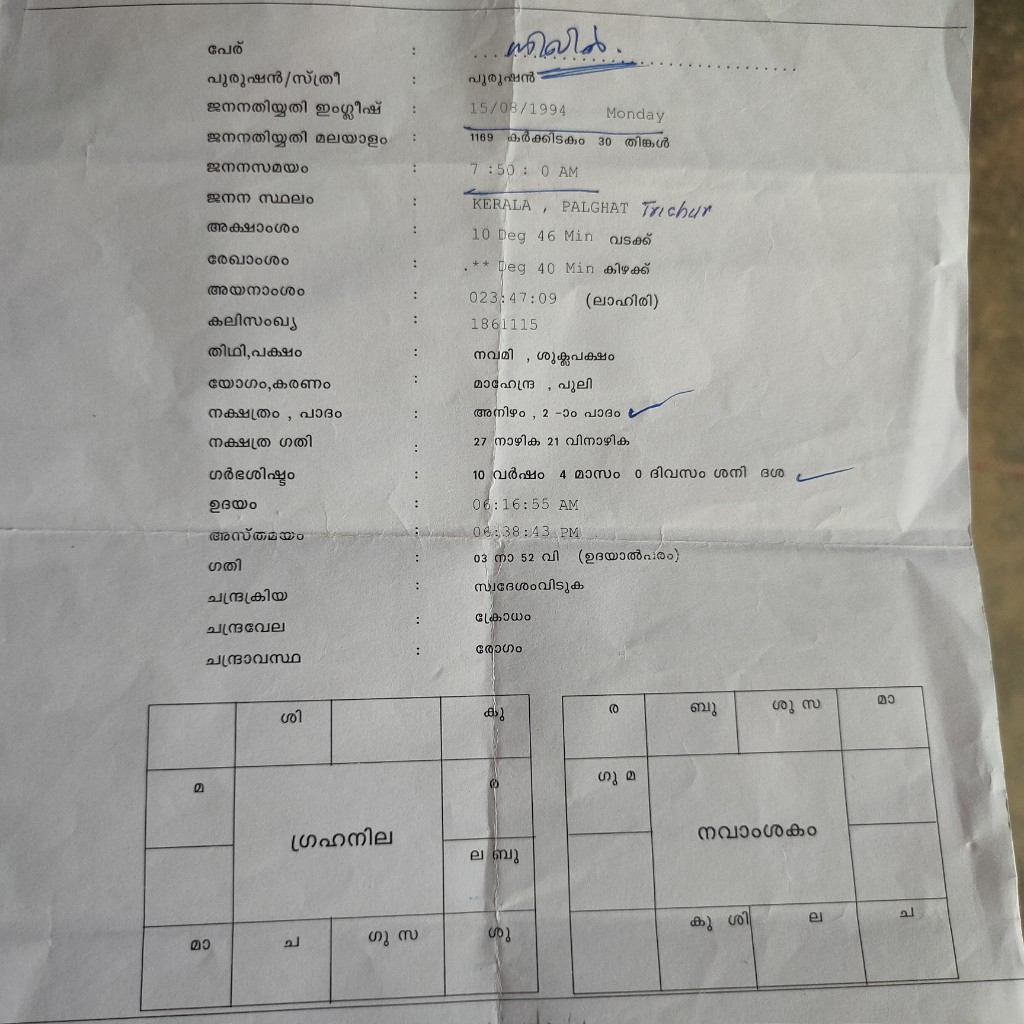 പേര് : ... നിഖിൽ .
പുരുഷൻ/സ്ത്രീ : പുരുഷൻ
ജനനതിയ്യതി ഇംഗ്ലീഷ് : 15/08/1994 Monday
ജനനതിയ്യതി മലയാളം : 1169 കർക്കിടകം 30 തിങ്കൾ
ജനനസമയം : 7 :50 : 0 AM
ജനന സ്ഥലം : KERALA , PALGHAT Trichur
അക്ഷാംശം : 10 Deg 46 Min വടക്ക്
രേഖാംശം : .** Deg 40 Min കിഴക്ക്
അയനാംശം : 023:47:09 (ലാഹിരി)
കലിസംഖ്യ : 1861115
തിഥി,പക്ഷം : നവമി , ശുക്ലപക്ഷം
യോഗം,കരണം : മാഹേന്ദ്ര , പുലി
നക്ഷത്രം , പാദം : അനിഴം , 2 -ാം പാദം
നക്ഷത്ര ഗതി : 27 നാഴിക 21 വിനാഴിക
ഗർഭശിഷ്ടം : 10 വർഷം 4 മാസം 0 ദിവസം ശനി ദശ
ഉദയം : 06:16:55 AM
അസ്തമയം : 06:38:43 PM
ഗതി : 03 നാ 52 വി (ഉദയാൽപരം)
ചന്ദ്രക്രിയ : സ്വദേശംവിടുക
ചന്ദ്രവേല : ക്രോധം
ചന്ദ്രാവസ്ഥ : രോഗം
ശി കു
മ ര
ഗ്രഹനില
ല ബു
മാ ച ഗു സ ശു
ര ബു ശു സ മാ
ഗു മ
നവാംശകം
കു ശി ല ച